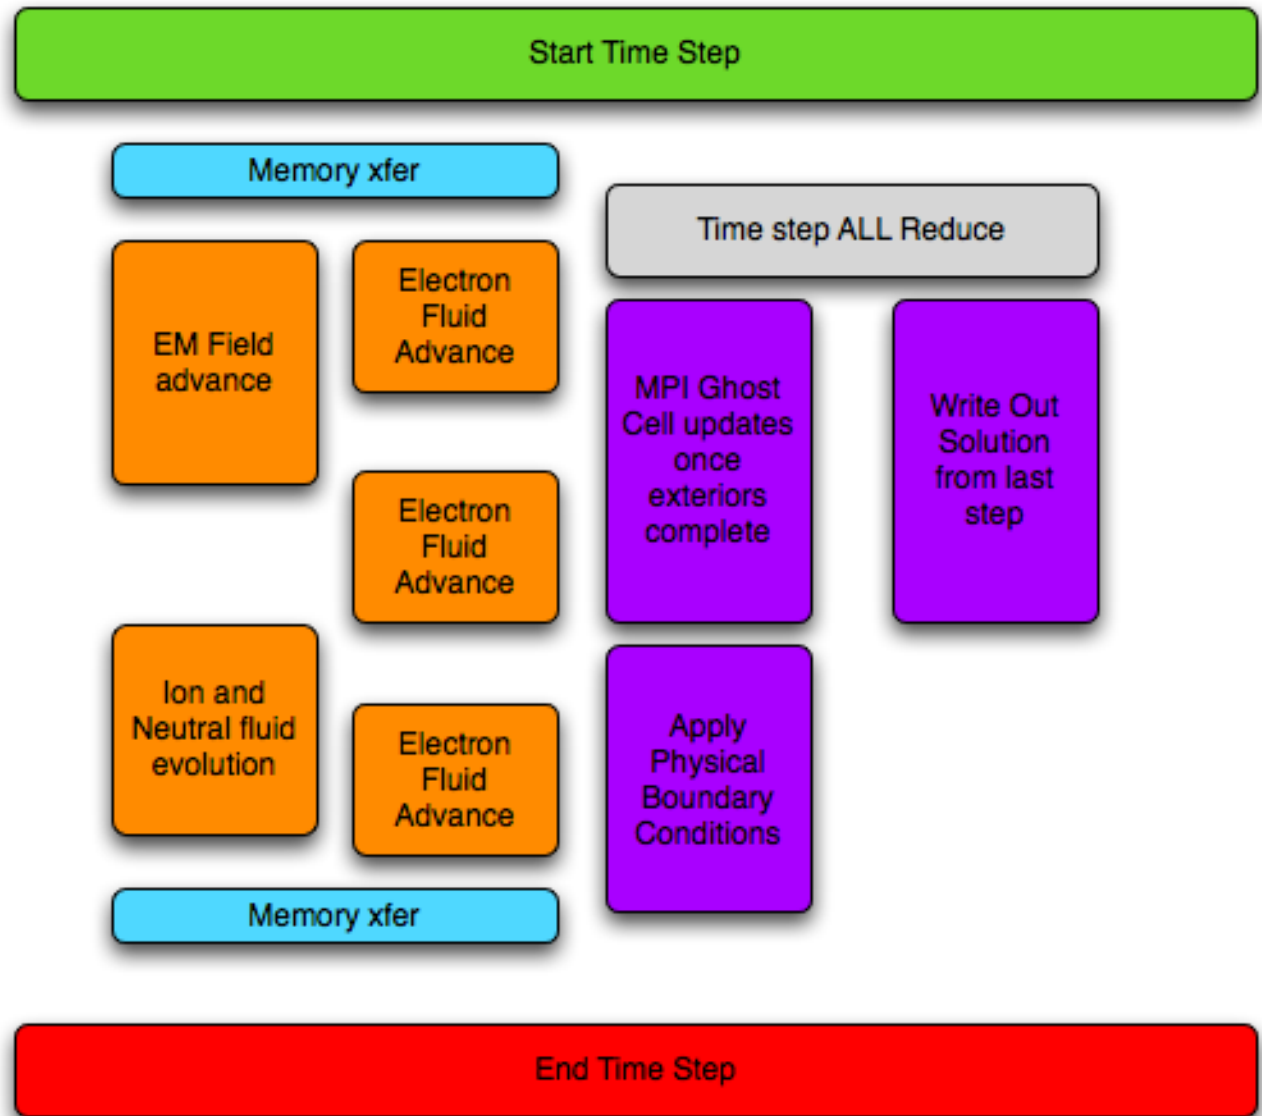 Start Time Step
Memory xfer
Time step ALL Reduce
EM Field
advance
Electron
Fluid
Advance
MPI Ghost
Cell updates
once
exteriors
complete
Write Out
Solution
from last
step
Electron
Fluid
Advance
Ion and
Neutral fluid
evolution
Electron
Fluid
Advance
Apply
Physical
Boundary
Conditions
Memory xfer
End Time Step